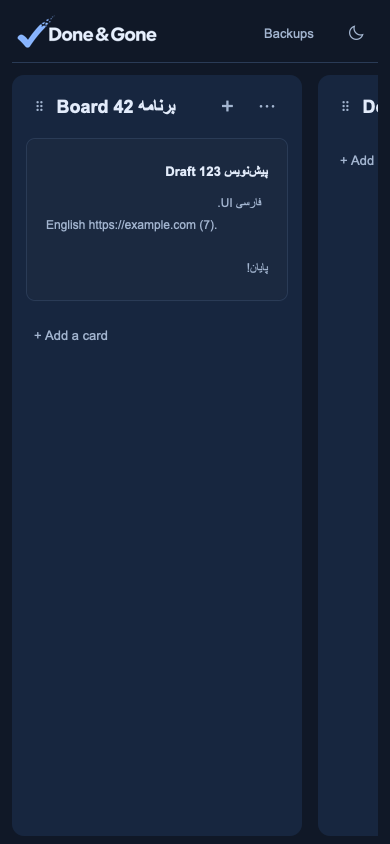 Done & Gone
Backups
Board 42 برنامه
پیش‌نویس Draft 123
فارسی UI.
English https://example.com (7).
پایان!
+ Add a card
+ Add